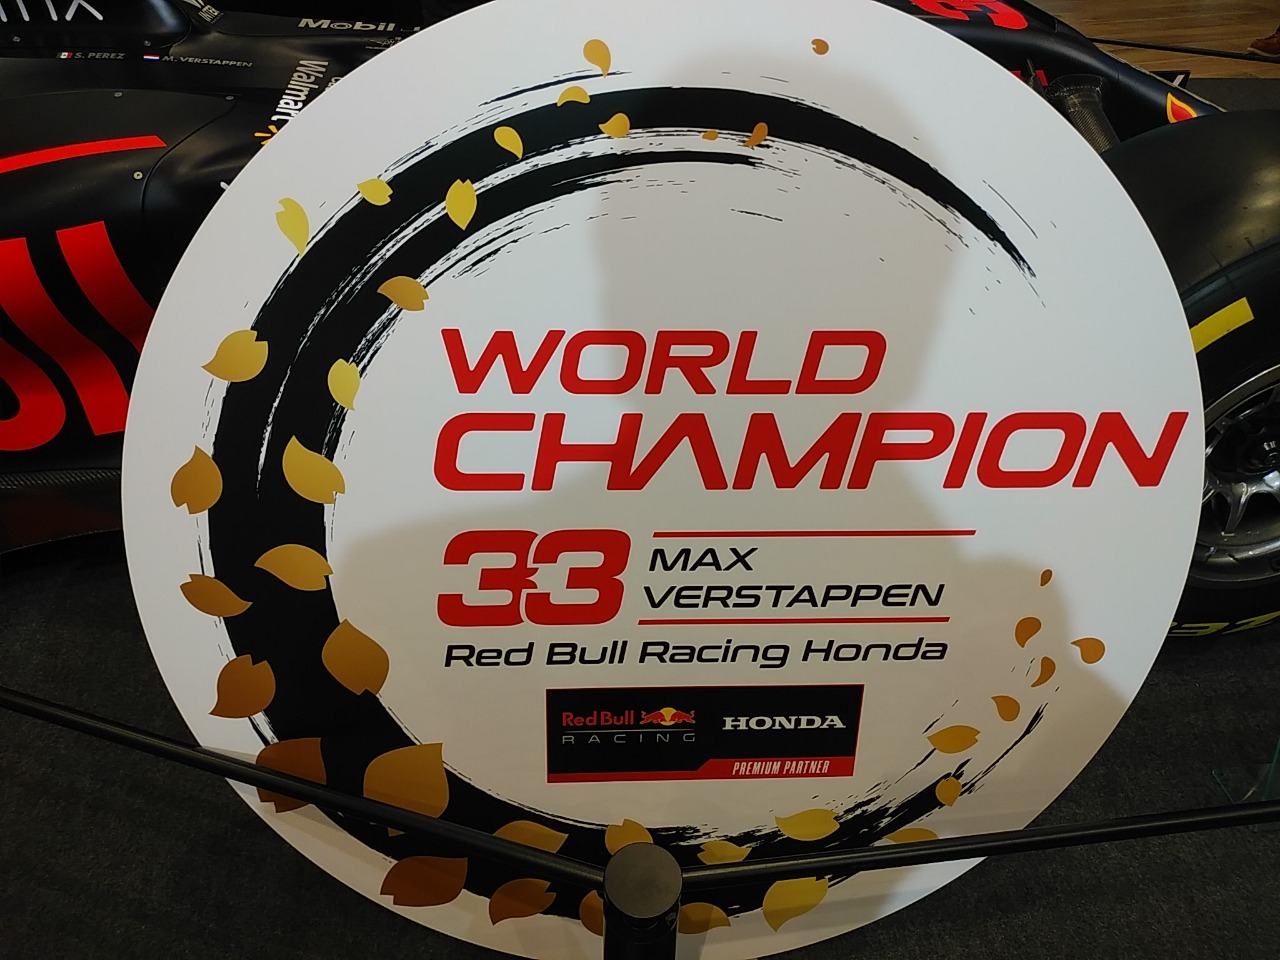 Mobil
S. PEREZ
M. VERSTAPPEN
Walmart
WORLD
CHAMPION
33
MAX
VERSTAPPEN
Red Bull Racing Honda
Red Bull
RACING
HONDA
PREMIUM PARTNER